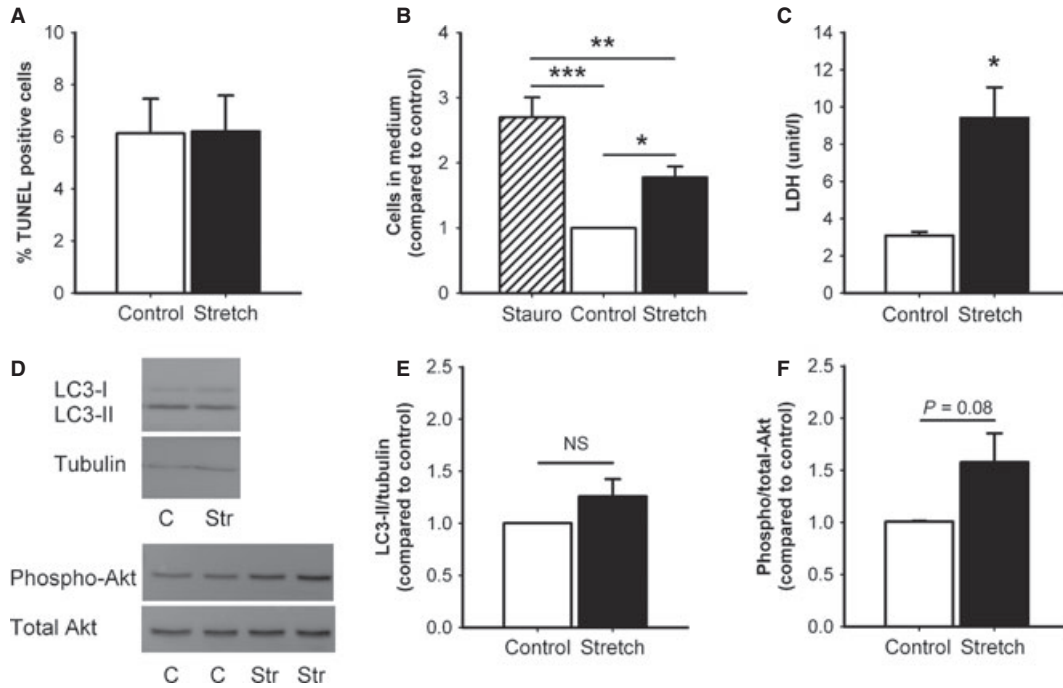 A
% TUNEL positive cells
10
8
6
4
2
0
Control Stretch
B
Cells in medium
(compared to control)
4
3
2
1
0
**
***
*
Stauro Control Stretch
C
LDH (unit/l)
14
12
10
8
6
4
2
0
*
Control Stretch
D
LC3-I
LC3-II
Tubulin
C Str
Phospho-Akt
Total Akt
C C Str Str
E
LC3-II/tubulin
(compared to control)
2.5
2.0
1.5
1.0
0.5
0.0
NS
Control Stretch
F
Phospho/total-Akt
(compared to control)
2.5
2.0
1.5
1.0
0.5
0.0
P = 0.08
Control Stretch